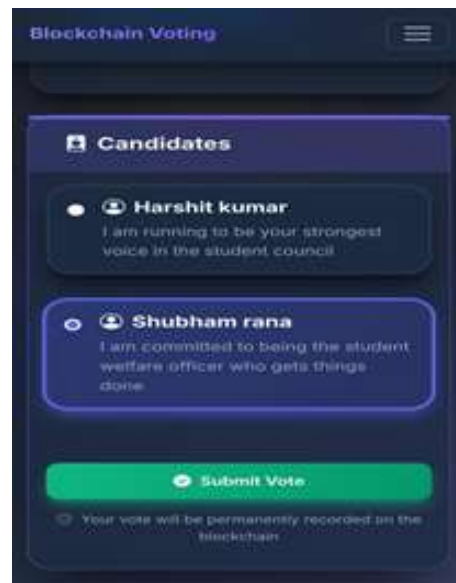 Blockchain Voting
Candidates
Harshit kumar
I am running to be your strongest
voice in the student council
Shubham rana
I am committed to being the student
welfare officer who gets things
done
Submit Vote
Your vote will be permanently recorded on the
blockchain